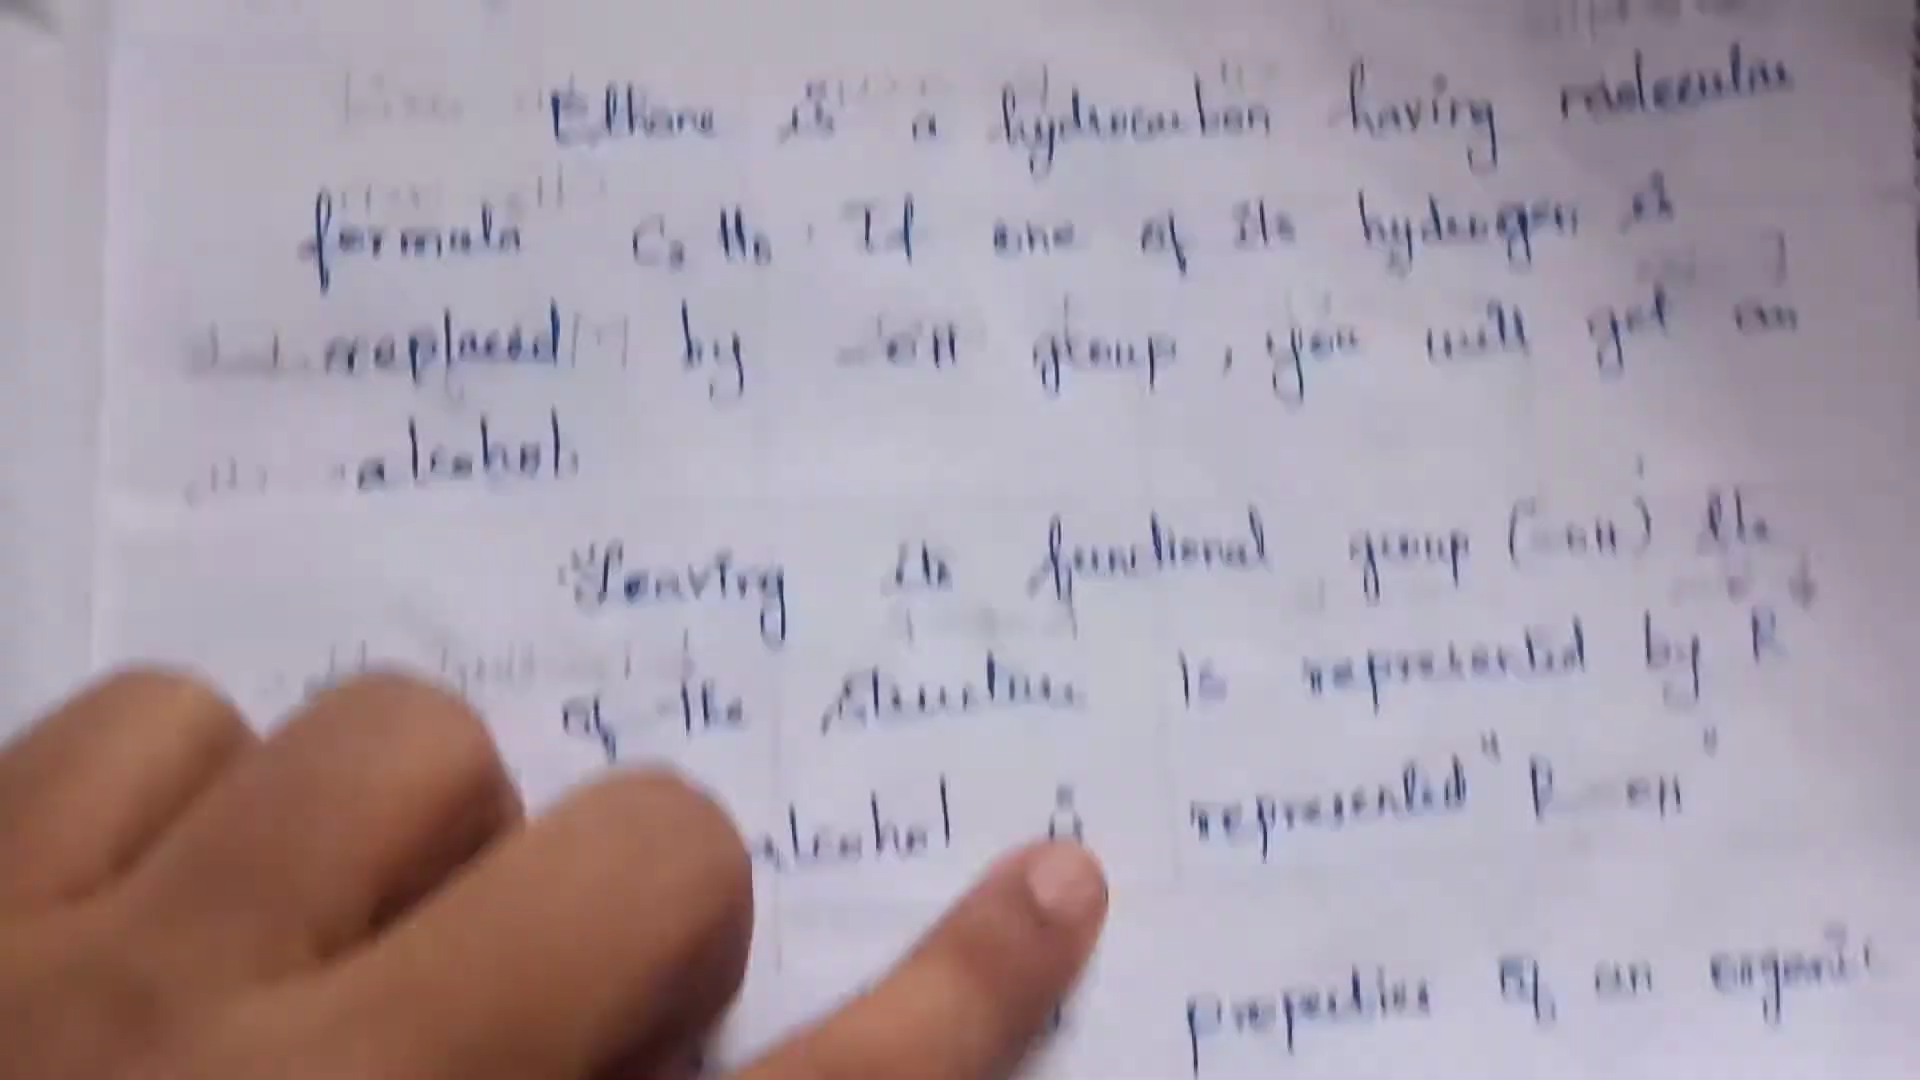 Ethane is a hydrocarbon having molecular
formula C₂ H₆. If one of its hydrogen is
replaced by -OH group, you will get an
alcohol.
Leaving its functional group (-OH) the
of the structure is represented by R
alcohol is represented "R-OH"
properties of an organic